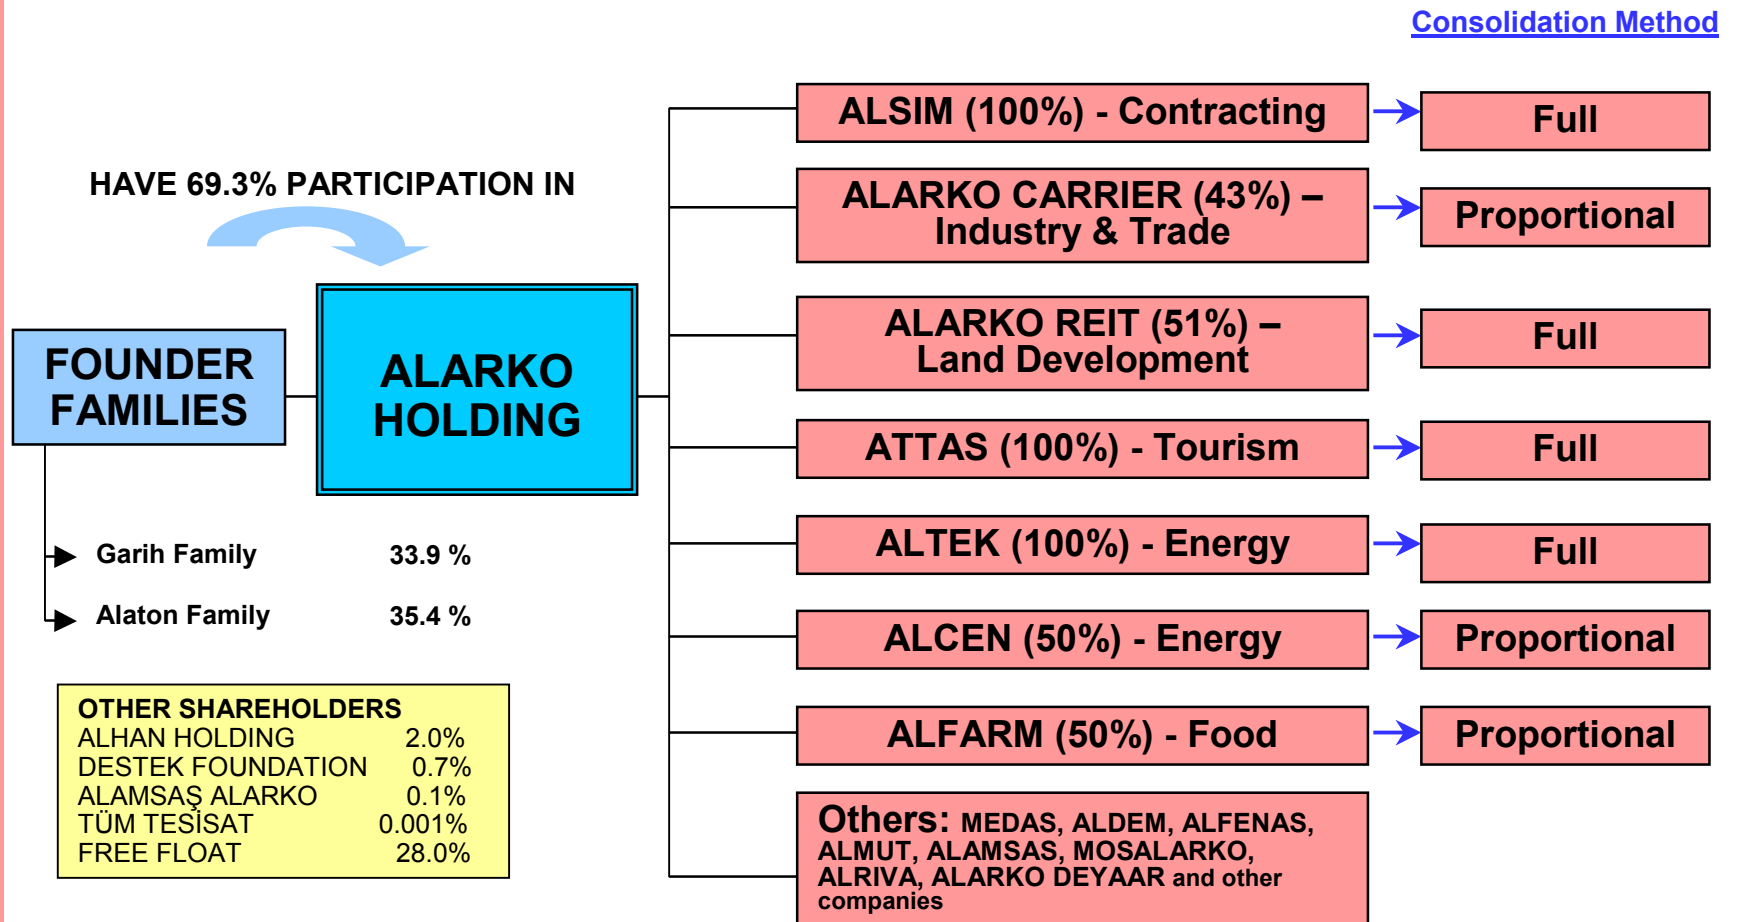 Consolidation Method
HAVE 69.3% PARTICIPATION IN
FOUNDER
FAMILIES
ALARKO
HOLDING
Garih Family 33.9 %
Alaton Family 35.4 %
OTHER SHAREHOLDERS
ALHAN HOLDING 2.0%
DESTEK FOUNDATION 0.7%
ALAMSAŞ ALARKO 0.1%
TÜM TESİSAT 0.001%
FREE FLOAT 28.0%
ALSIM (100%) - Contracting
Full
ALARKO CARRIER (43%) –
Industry & Trade
Proportional
ALARKO REIT (51%) –
Land Development
Full
ATTAS (100%) - Tourism
Full
ALTEK (100%) - Energy
Full
ALCEN (50%) - Energy
Proportional
ALFARM (50%) - Food
Proportional
Others: MEDAS, ALDEM, ALFENAS,
ALMUT, ALAMSAS, MOSALARKO,
ALRIVA, ALARKO DEYAAR and other
companies